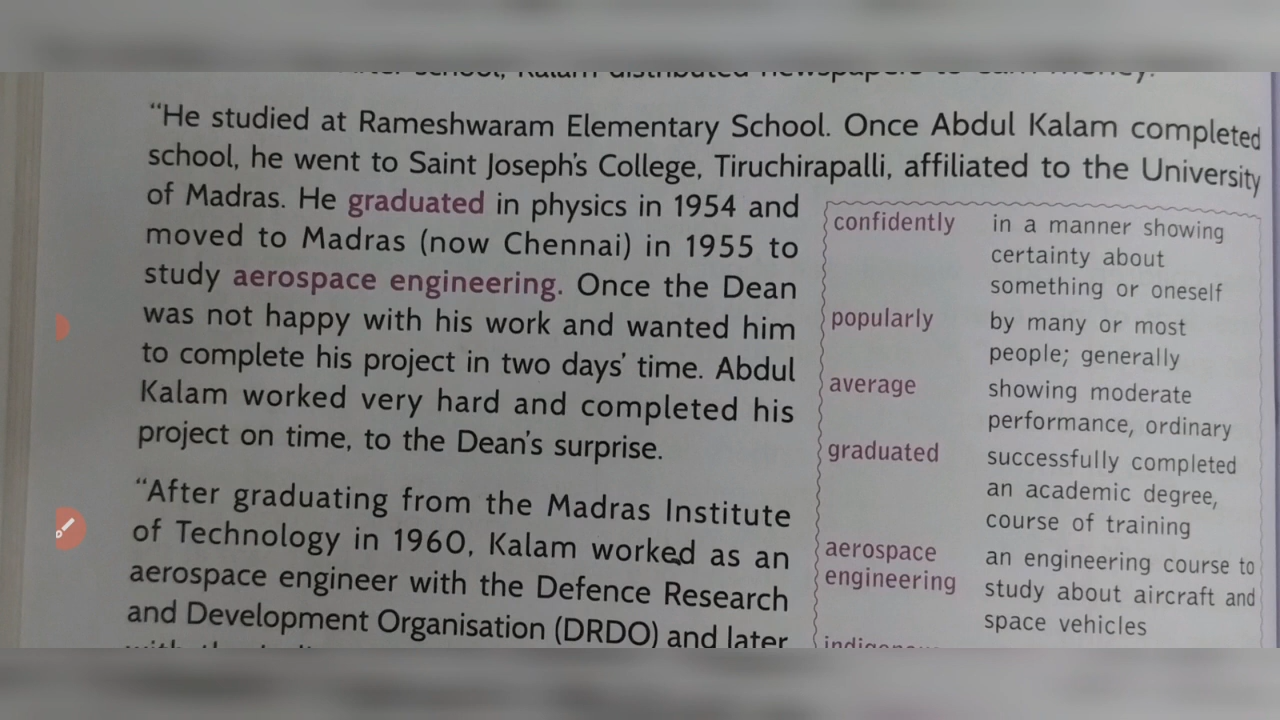 school, Kalam distributed newspapers to earn money.
“He studied at Rameshwaram Elementary School. Once Abdul Kalam completed
school, he went to Saint Joseph's College, Tiruchirapalli, affiliated to the University
of Madras. He graduated in physics in 1954 and
moved to Madras (now Chennai) in 1955 to
study aerospace engineering. Once the Dean
was not happy with his work and wanted him
to complete his project in two days' time. Abdul
Kalam worked very hard and completed his
project on time, to the Dean's surprise.
“After graduating from the Madras Institute
of Technology in 1960, Kalam worked as an
aerospace engineer with the Defence Research
and Development Organisation (DRDO) and later
confidently in a manner showing
certainty about
something or oneself
popularly by many or most
people; generally
average showing moderate
performance, ordinary
graduated successfully completed
an academic degree,
course of training
aerospace an engineering course to
engineering study about aircraft and
space vehicles